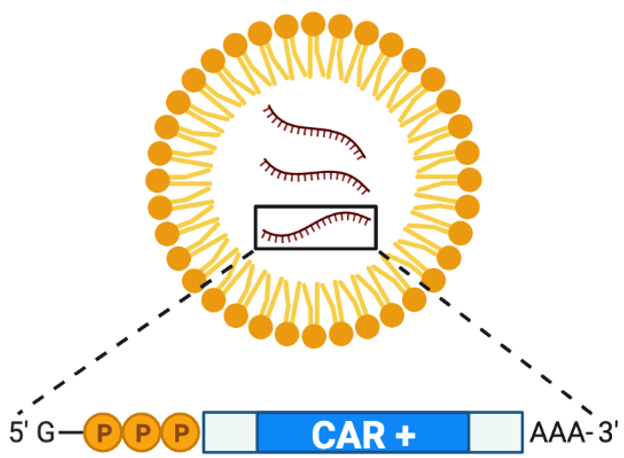 5' G P P P CAR + AAA- 3'